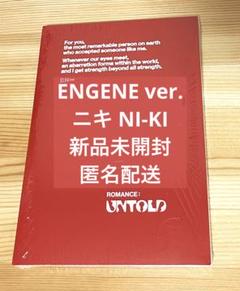 For you,
the most remarkable person on earth
who accepted someone like me.
Whenever our eyes meet,
an aberration forms within the world,
and I get strength beyond all strength.
ENGENE ver.
ニキ NI-KI
新品未開封
匿名配送
ROMANCE :
UNTOLD